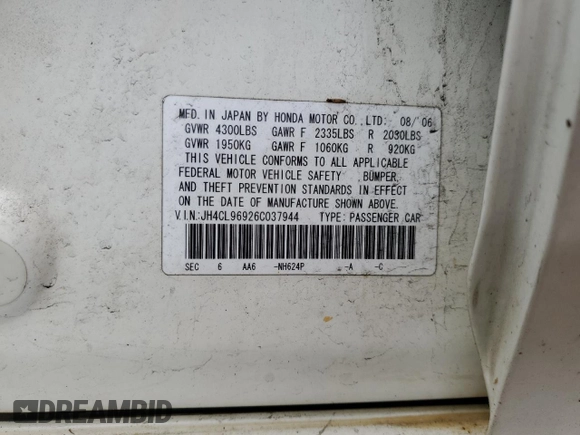 MFD. IN JAPAN BY HONDA MOTOR CO., LTD. 08/ 06
GVWR 4300LBS GAWR F 2335LBS R 2030LBS
GVWR 1950KG GAWR F 1060KG R 920KG
THIS VEHICLE CONFORMS TO ALL APPLICABLE
FEDERAL MOTOR VEHICLE SAFETY , BUMPER,
AND THEFT PREVENTION STANDARDS IN EFFECT
ON THE DATE OF MANUFACTURE SHOWN ABOVE.
V.I.N:JH4CL96926C037944 TYPE: PASSENGER CAR
SEC 6 AA6 -NH624P -A -C
DREAMBID